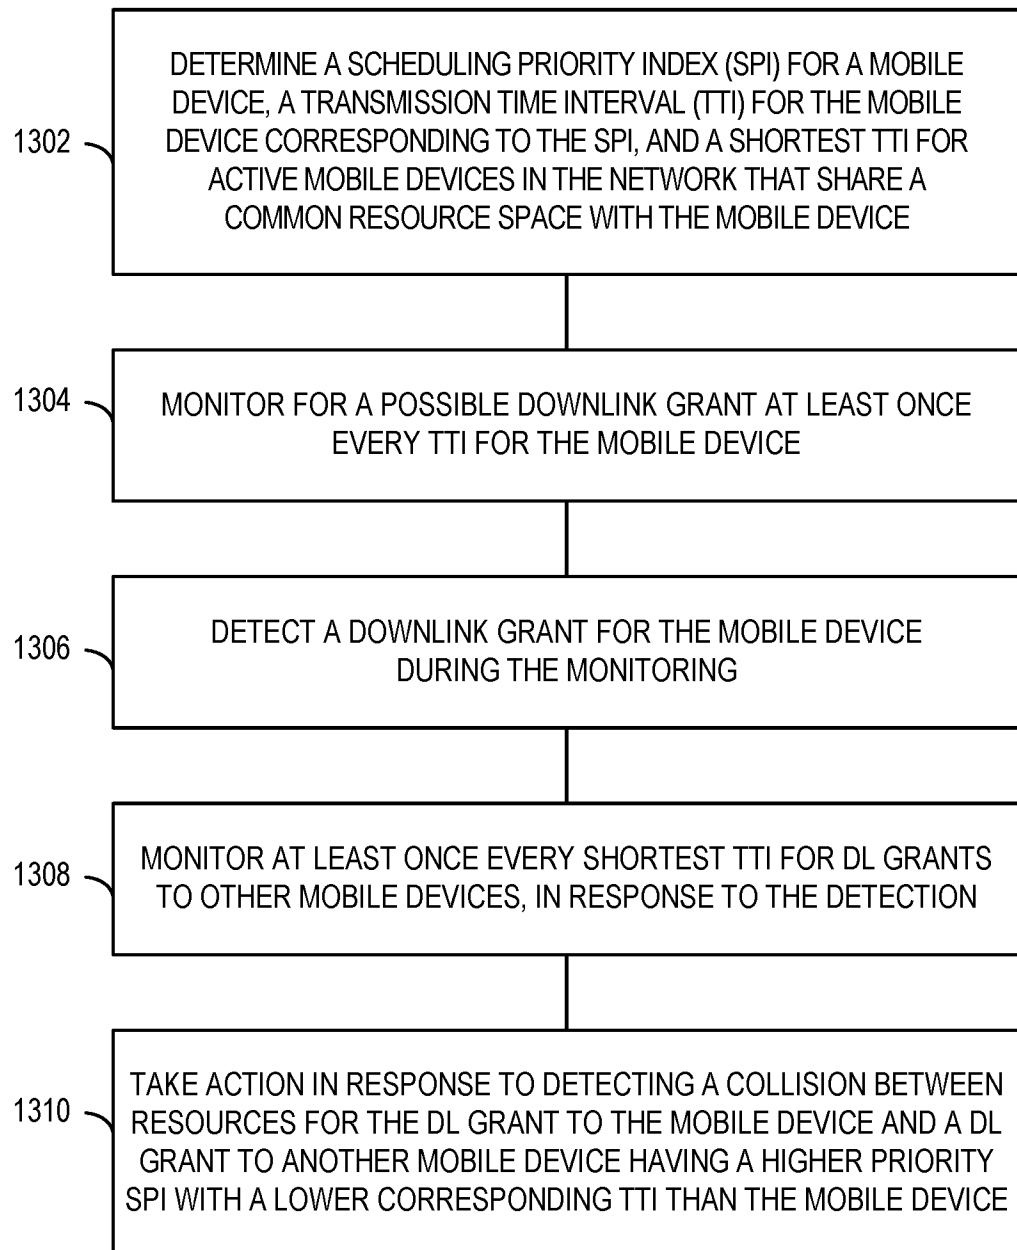 DETERMINE A SCHEDULING PRIORITY INDEX (SPI) FOR A MOBILE
DEVICE, A TRANSMISSION TIME INTERVAL (TTI) FOR THE MOBILE
1302
DEVICE CORRESPONDING TO THE SPI, AND A SHORTEST TTI FOR
ACTIVE MOBILE DEVICES IN THE NETWORK THAT SHARE A
COMMON RESOURCE SPACE WITH THE MOBILE DEVICE
1304
MONITOR FOR A POSSIBLE DOWNLINK GRANT AT LEAST ONCE
EVERY TTI FOR THE MOBILE DEVICE
1306
DETECT A DOWNLINK GRANT FOR THE MOBILE DEVICE
DURING THE MONITORING
1308
MONITOR AT LEAST ONCE EVERY SHORTEST TTI FOR DL GRANTS
TO OTHER MOBILE DEVICES, IN RESPONSE TO THE DETECTION
1310
TAKE ACTION IN RESPONSE TO DETECTING A COLLISION BETWEEN
RESOURCES FOR THE DL GRANT TO THE MOBILE DEVICE AND A DL
GRANT TO ANOTHER MOBILE DEVICE HAVING A HIGHER PRIORITY
SPI WITH A LOWER CORRESPONDING TTI THAN THE MOBILE DEVICE